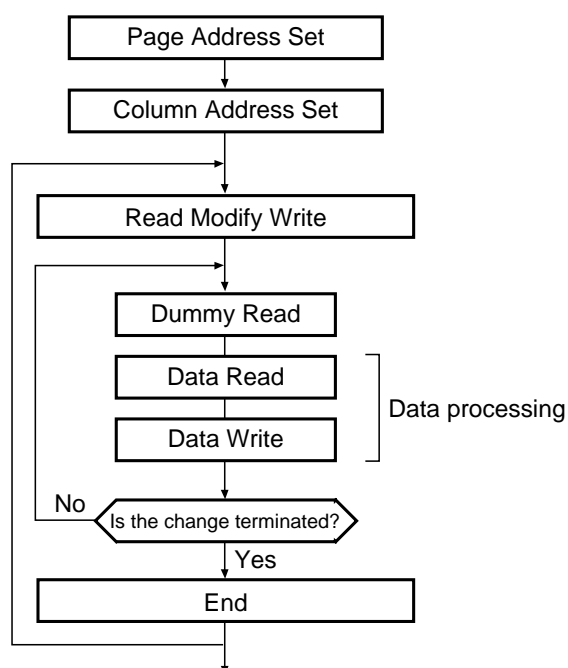 Page Address Set
Column Address Set
Read Modify Write
Dummy Read
Data Read
Data processing
Data Write
No
Is the change terminated?
Yes
End